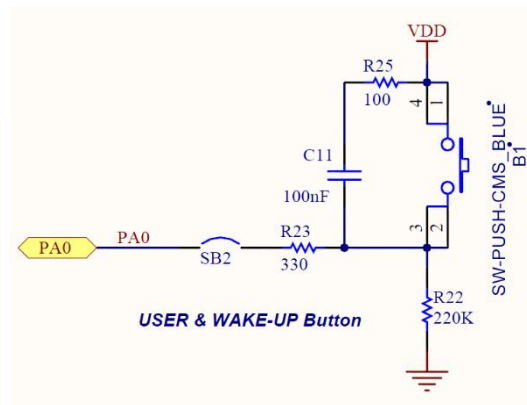 VDD
R25
100
4
1
C11
100nF
SW-PUSH-CMS_BLUE
B1
PA0
PA0
SB2
R23
330
3
2
R22
220K
USER & WAKE-UP Button